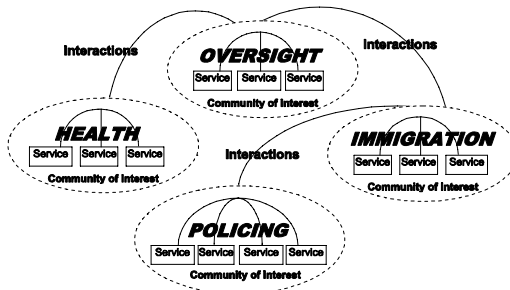 Interactions
Interactions
OVERSIGHT
Service Service Service
Community of Interest
HEALTH
Service Service Service
Community of Interest
Interactions
IMMIGRATION
Service Service Service
Community of Interest
POLICING
Service Service Service Service
Community of Interest